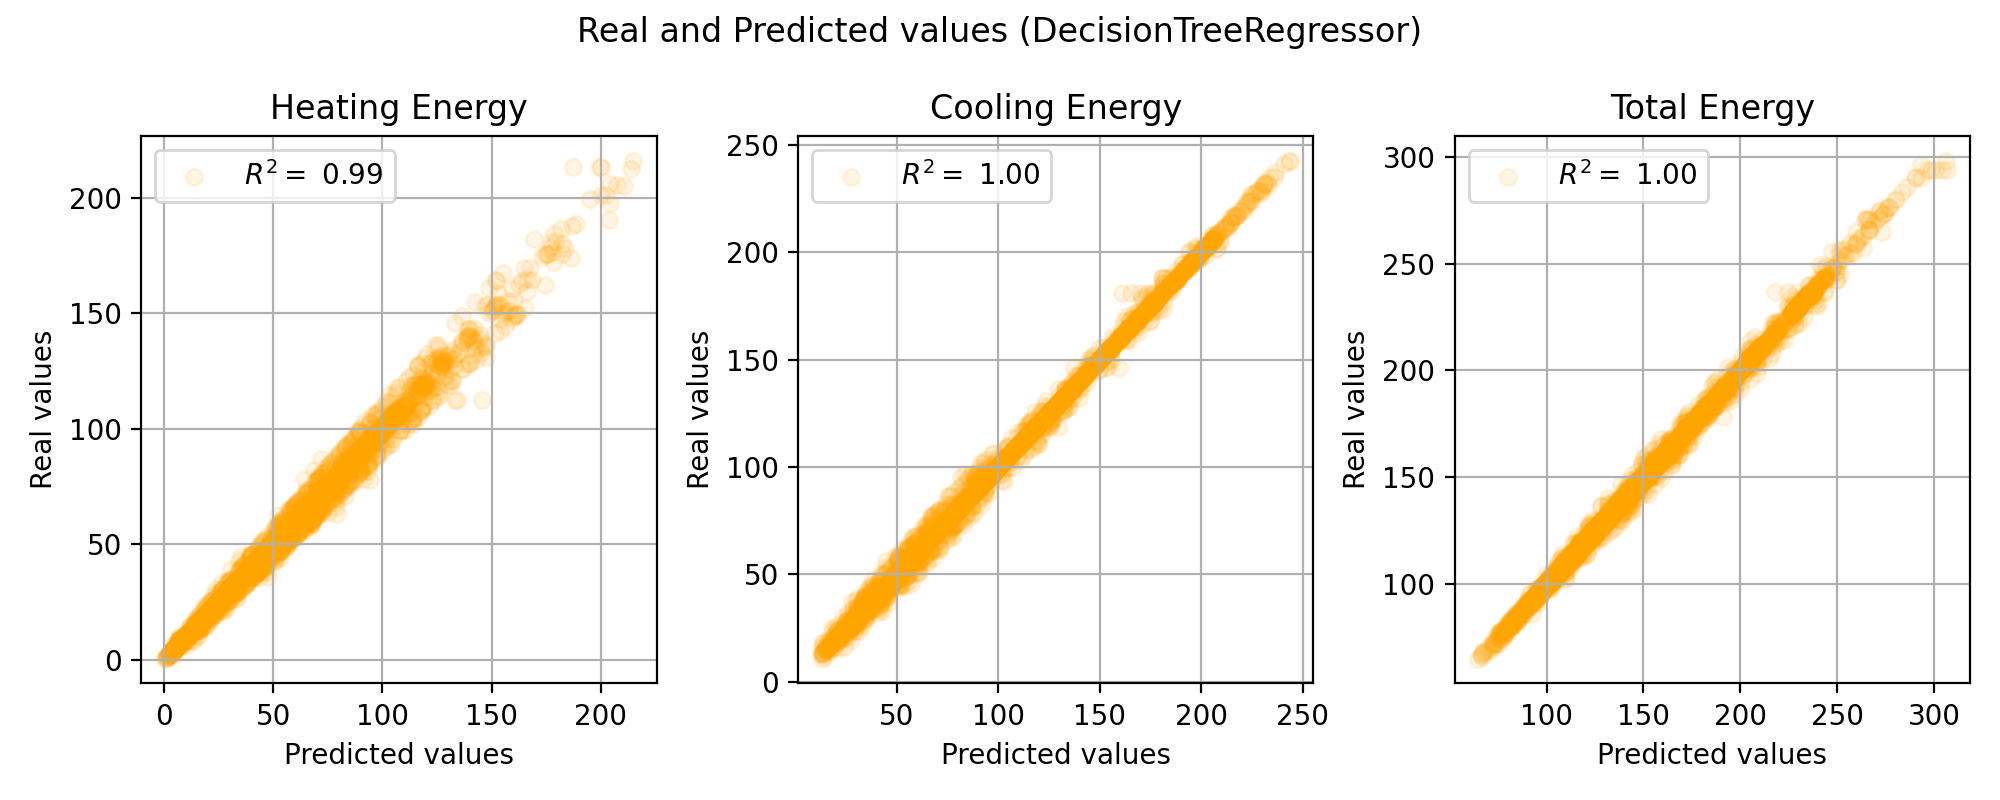 Real and Predicted values (DecisionTreeRegressor)
Heating Energy
R² = 0.99
200
150
100
50
0
Real values
0 50 100 150 200
Predicted values
Cooling Energy
R² = 1.00
250
200
150
100
50
0
Real values
50 100 150 200 250
Predicted values
Total Energy
R² = 1.00
300
250
200
150
100
Real values
100 150 200 250 300
Predicted values